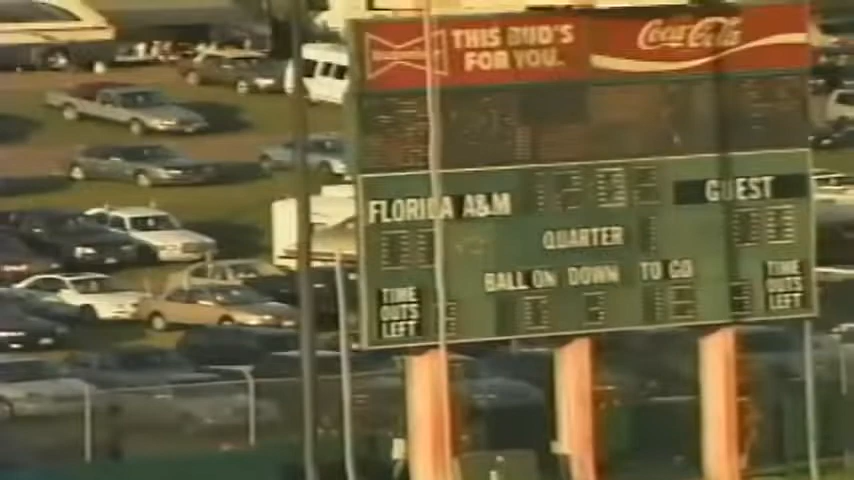 Budweiser
THIS BUD'S
FOR YOU.
Coca-Cola
FLORIDA A&M
GUEST
QUARTER
BALL ON DOWN TO GO
TIME
OUTS
LEFT
TIME
OUTS
LEFT